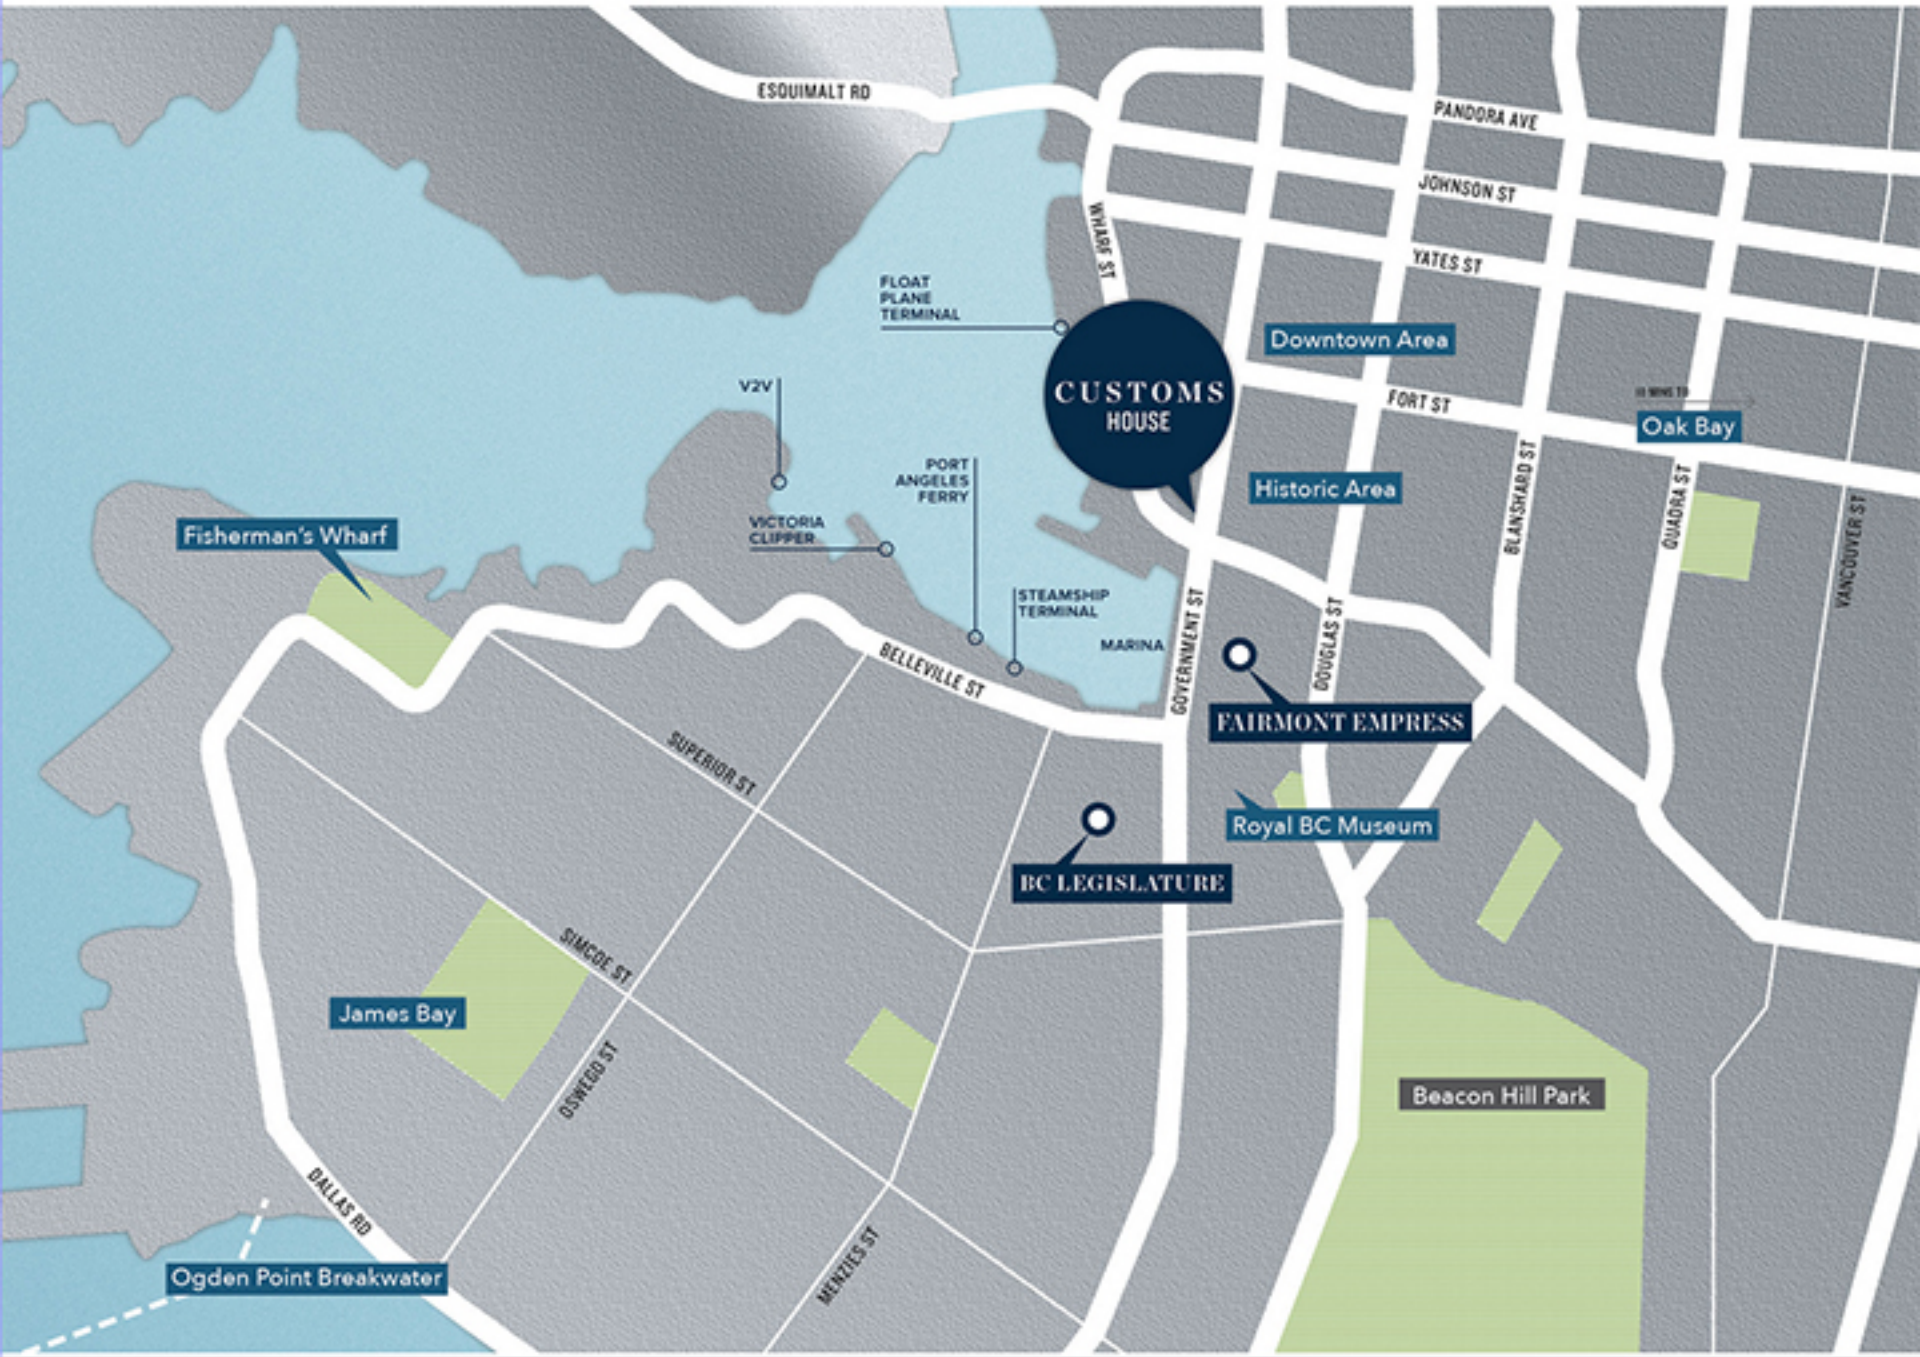 ESQUIMALT RD
PANDORA AVE
JOHNSON ST
WHARF ST
YATES ST
FLOAT
PLANE
TERMINAL
Downtown Area
V2V
CUSTOMS
HOUSE
FORT ST
10 MINS TO
Oak Bay
PORT
ANGELES
FERRY
Historic Area
BLANSHARD ST
QUADRA ST
VANCOUVER ST
Fisherman's Wharf
VICTORIA
CLIPPER
STEAMSHIP
TERMINAL
MARINA
GOVERNMENT ST
DOUGLAS ST
BELLEVILLE ST
FAIRMONT EMPRESS
SUPERIOR ST
Royal BC Museum
BC LEGISLATURE
SIMCOE ST
James Bay
OSWEGO ST
Beacon Hill Park
DALLAS RD
MENZIES ST
Ogden Point Breakwater